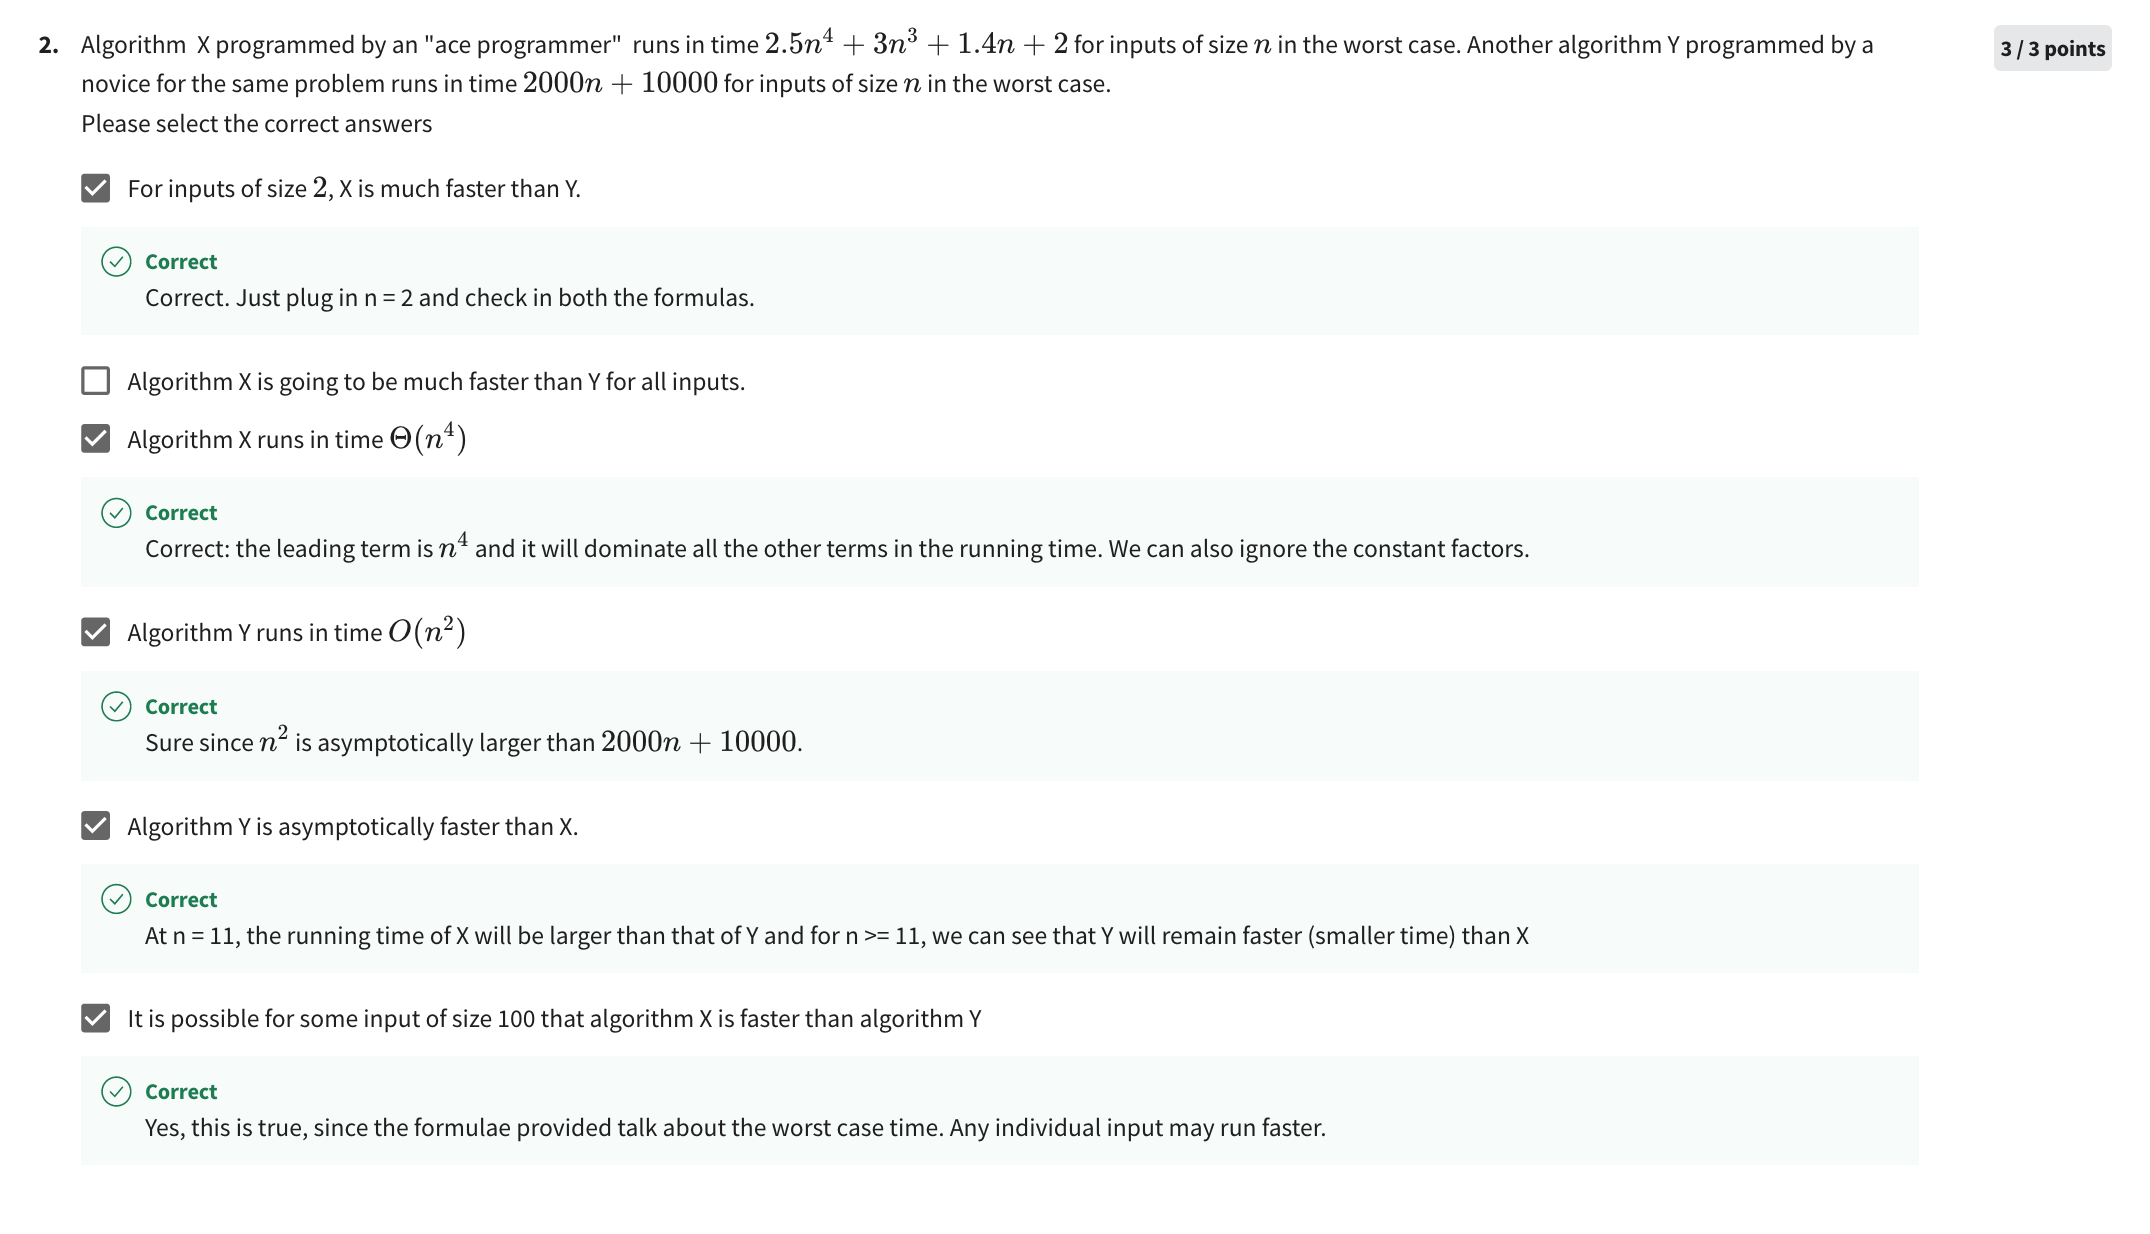 2. Algorithm X programmed by an "ace programmer" runs in time 2.5n⁴ + 3n³ + 1.4n + 2 for inputs of size n in the worst case. Another algorithm Y programmed by a
3 / 3 points
novice for the same problem runs in time 2000n + 10000 for inputs of size n in the worst case.
Please select the correct answers
For inputs of size 2, X is much faster than Y.
Correct
Correct. Just plug in n = 2 and check in both the formulas.
Algorithm X is going to be much faster than Y for all inputs.
Algorithm X runs in time Θ(n⁴)
Correct
Correct: the leading term is n⁴ and it will dominate all the other terms in the running time. We can also ignore the constant factors.
Algorithm Y runs in time O(n²)
Correct
Sure since n² is asymptotically larger than 2000n + 10000.
Algorithm Y is asymptotically faster than X.
Correct
At n = 11, the running time of X will be larger than that of Y and for n >= 11, we can see that Y will remain faster (smaller time) than X
It is possible for some input of size 100 that algorithm X is faster than algorithm Y
Correct
Yes, this is true, since the formulae provided talk about the worst case time. Any individual input may run faster.